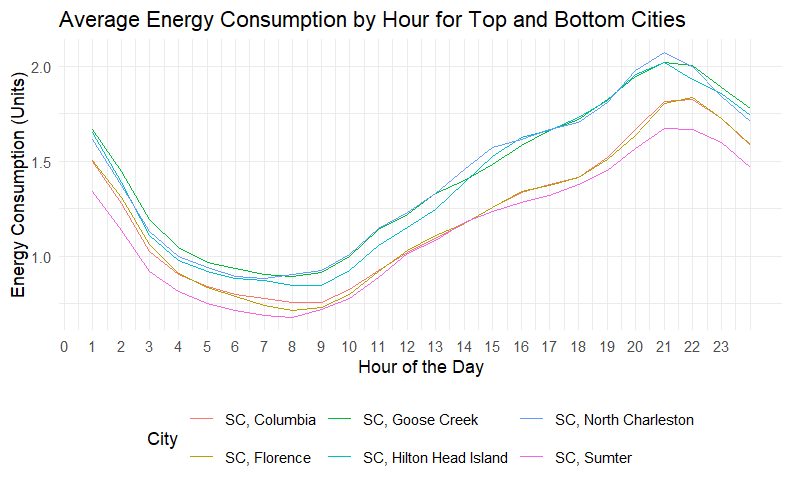 Average Energy Consumption by Hour for Top and Bottom Cities
Energy Consumption (Units)
2.0
1.5
1.0
0 1 2 3 4 5 6 7 8 9 10 11 12 13 14 15 16 17 18 19 20 21 22 23
Hour of the Day
City
SC, Columbia SC, Goose Creek SC, North Charleston
SC, Florence SC, Hilton Head Island SC, Sumter